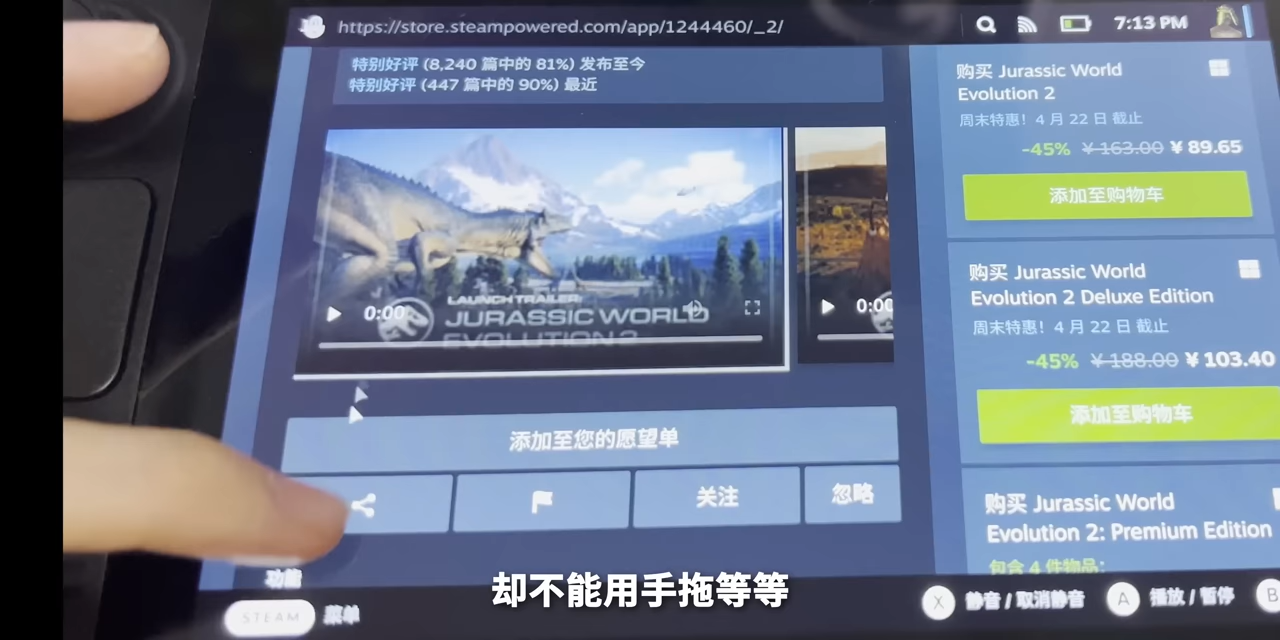 https://store.steampowered.com/app/1244460/_2/
7:13 PM
特别好评 (8,240 篇中的 81%) 发布至今
特别好评 (447 篇中的 90%) 最近
0:00
LAUNCH TRAILER:
JURASSIC WORLD
EVOLUTION 2
0:00
添加至您的愿望单
关注
忽略
购买 Jurassic World
Evolution 2
周末特惠！4 月 22 日 截止
-45% ¥ 163.00 ¥ 89.65
添加至购物车
购买 Jurassic World
Evolution 2 Deluxe Edition
周末特惠！4 月 22 日 截止
-45% ¥ 188.00 ¥ 103.40
添加至购物车
购买 Jurassic World
Evolution 2: Premium Edition
包含 4 件物品:
功能
却不能用手拖等等
STEAM 菜单
X 静音 / 取消静音 A 播放 / 暂停 B